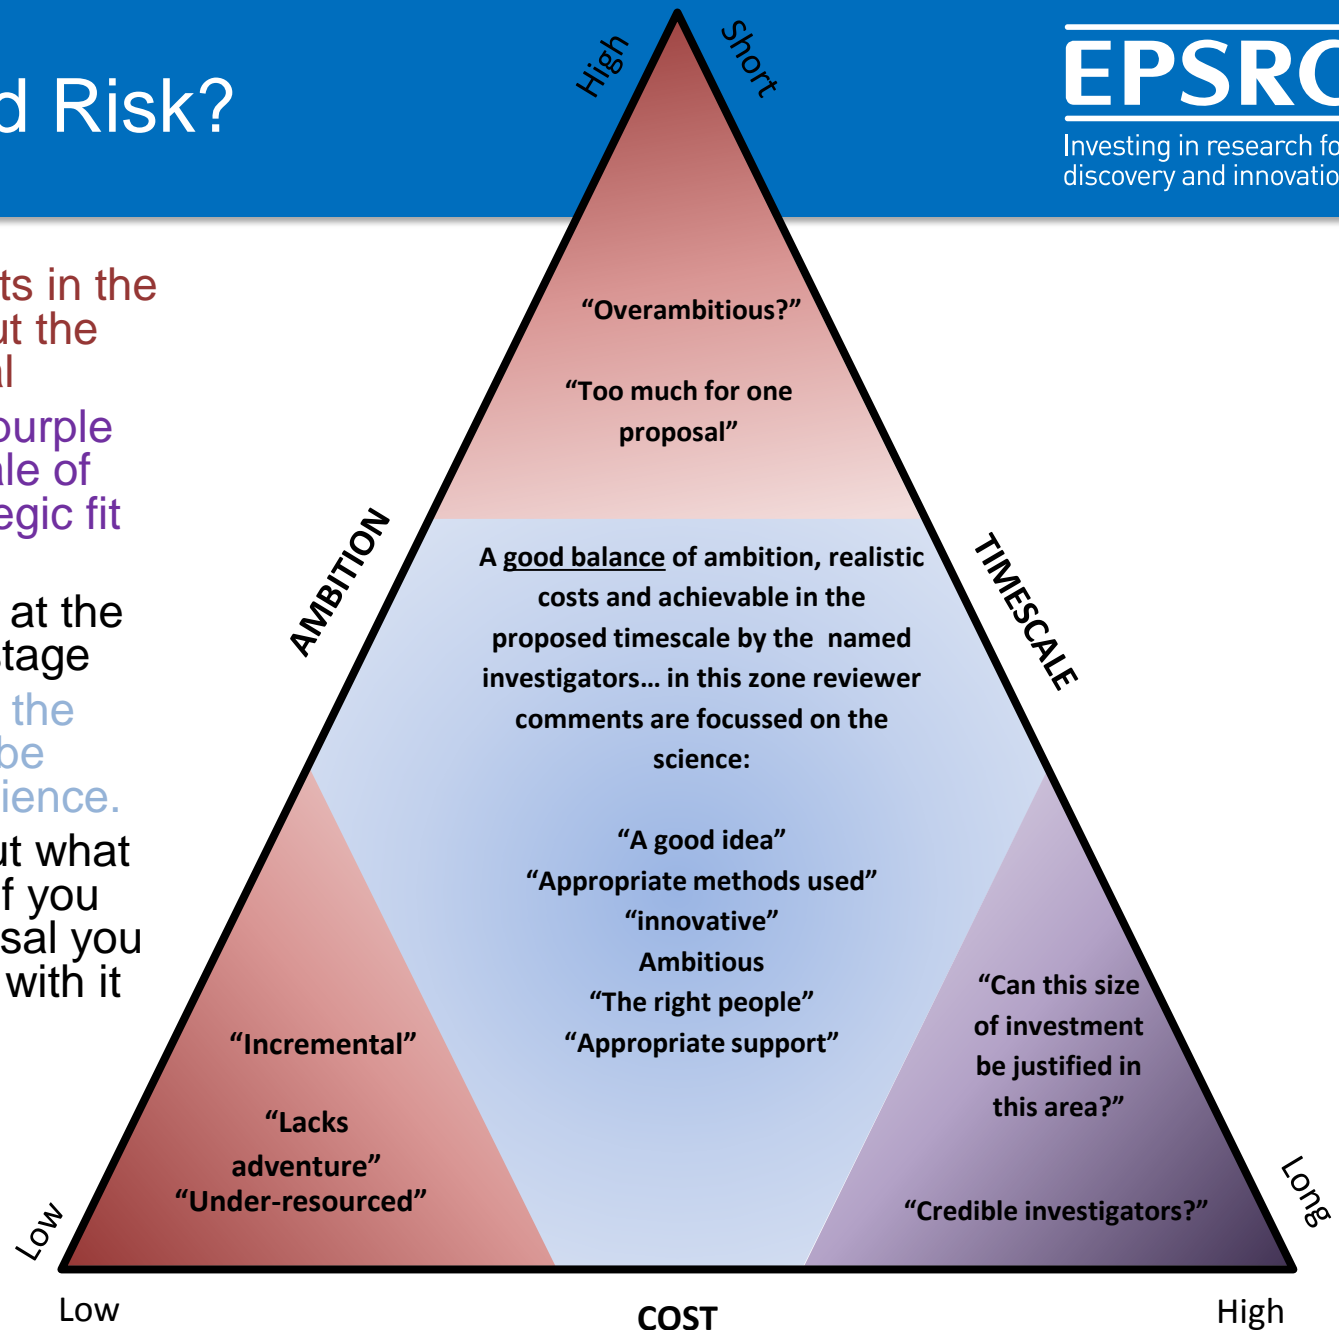 d Risk?
High
Short
EPSRC
Investing in research fo
discovery and innovatio
ts in the
ut the
al
purple
ale of
egic fit
at the
stage
the
be
ience.
ut what
f you
sal you
with it
“Overambitious?”
“Too much for one
proposal”
AMBITION
TIMESCALE
A good balance of ambition, realistic
costs and achievable in the
proposed timescale by the named
investigators... in this zone reviewer
comments are focussed on the
science:
“A good idea”
“Appropriate methods used”
“innovative”
Ambitious
“The right people”
“Appropriate support”
“Incremental”
“Lacks
adventure”
“Under-resourced”
“Can this size
of investment
be justified in
this area?”
“Credible investigators?”
Low
Long
Low
COST
High